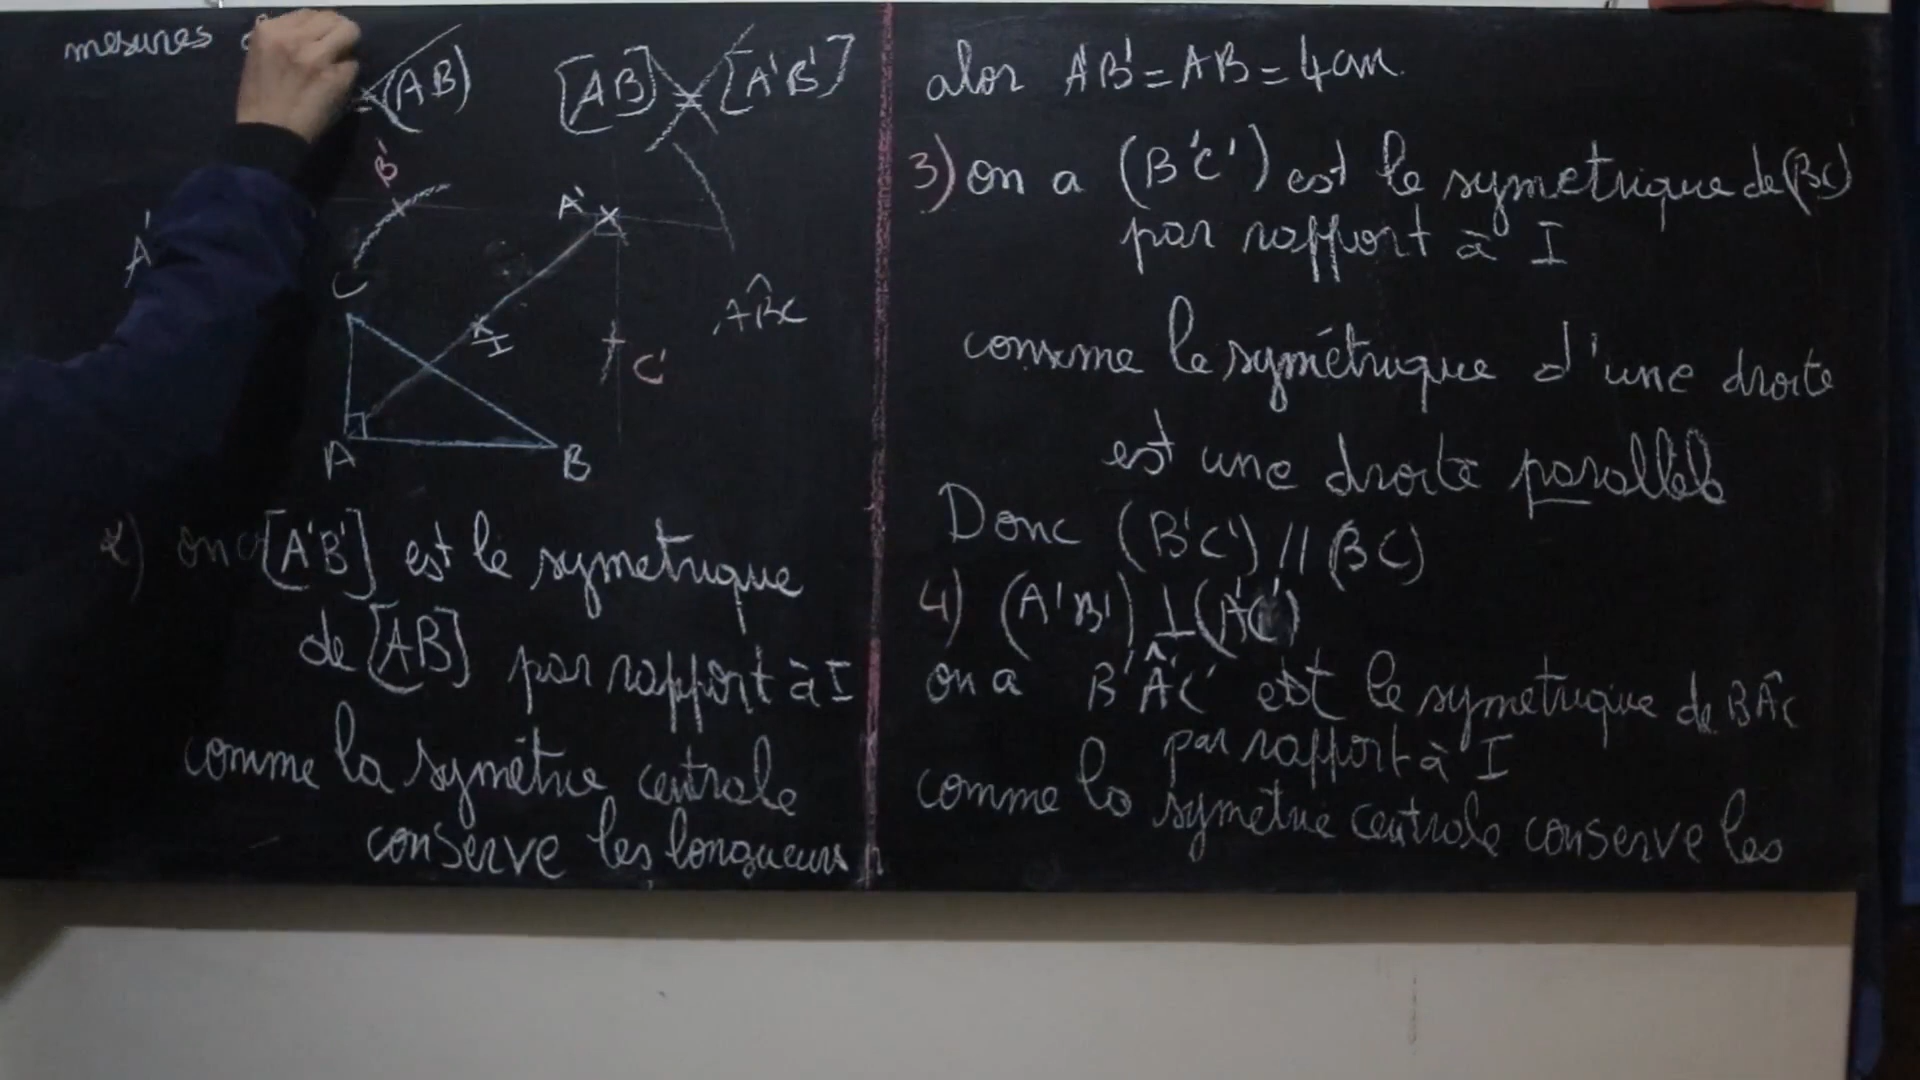 mesures
(AB) [AB] [A'B']
B'
A'
A'
C
I
ABC
C'
A
B
2) on a [A'B'] est le symetrique
de [AB] par rapport à I
comme la symétrie centrale
conserve les longueurs
alor A'B' = AB = 4cm.
3) on a (B'C') est le symetrique de (BC)
par rapport à I
comme le symétrique d'une droite
est une droite parallèle
Donc (B'C') // (BC)
4) (A'B') ⊥ (A'C')
on a B'Â'C' est le symetrique de BÂC
par rapport à I
comme la symetrie centrale conserve les